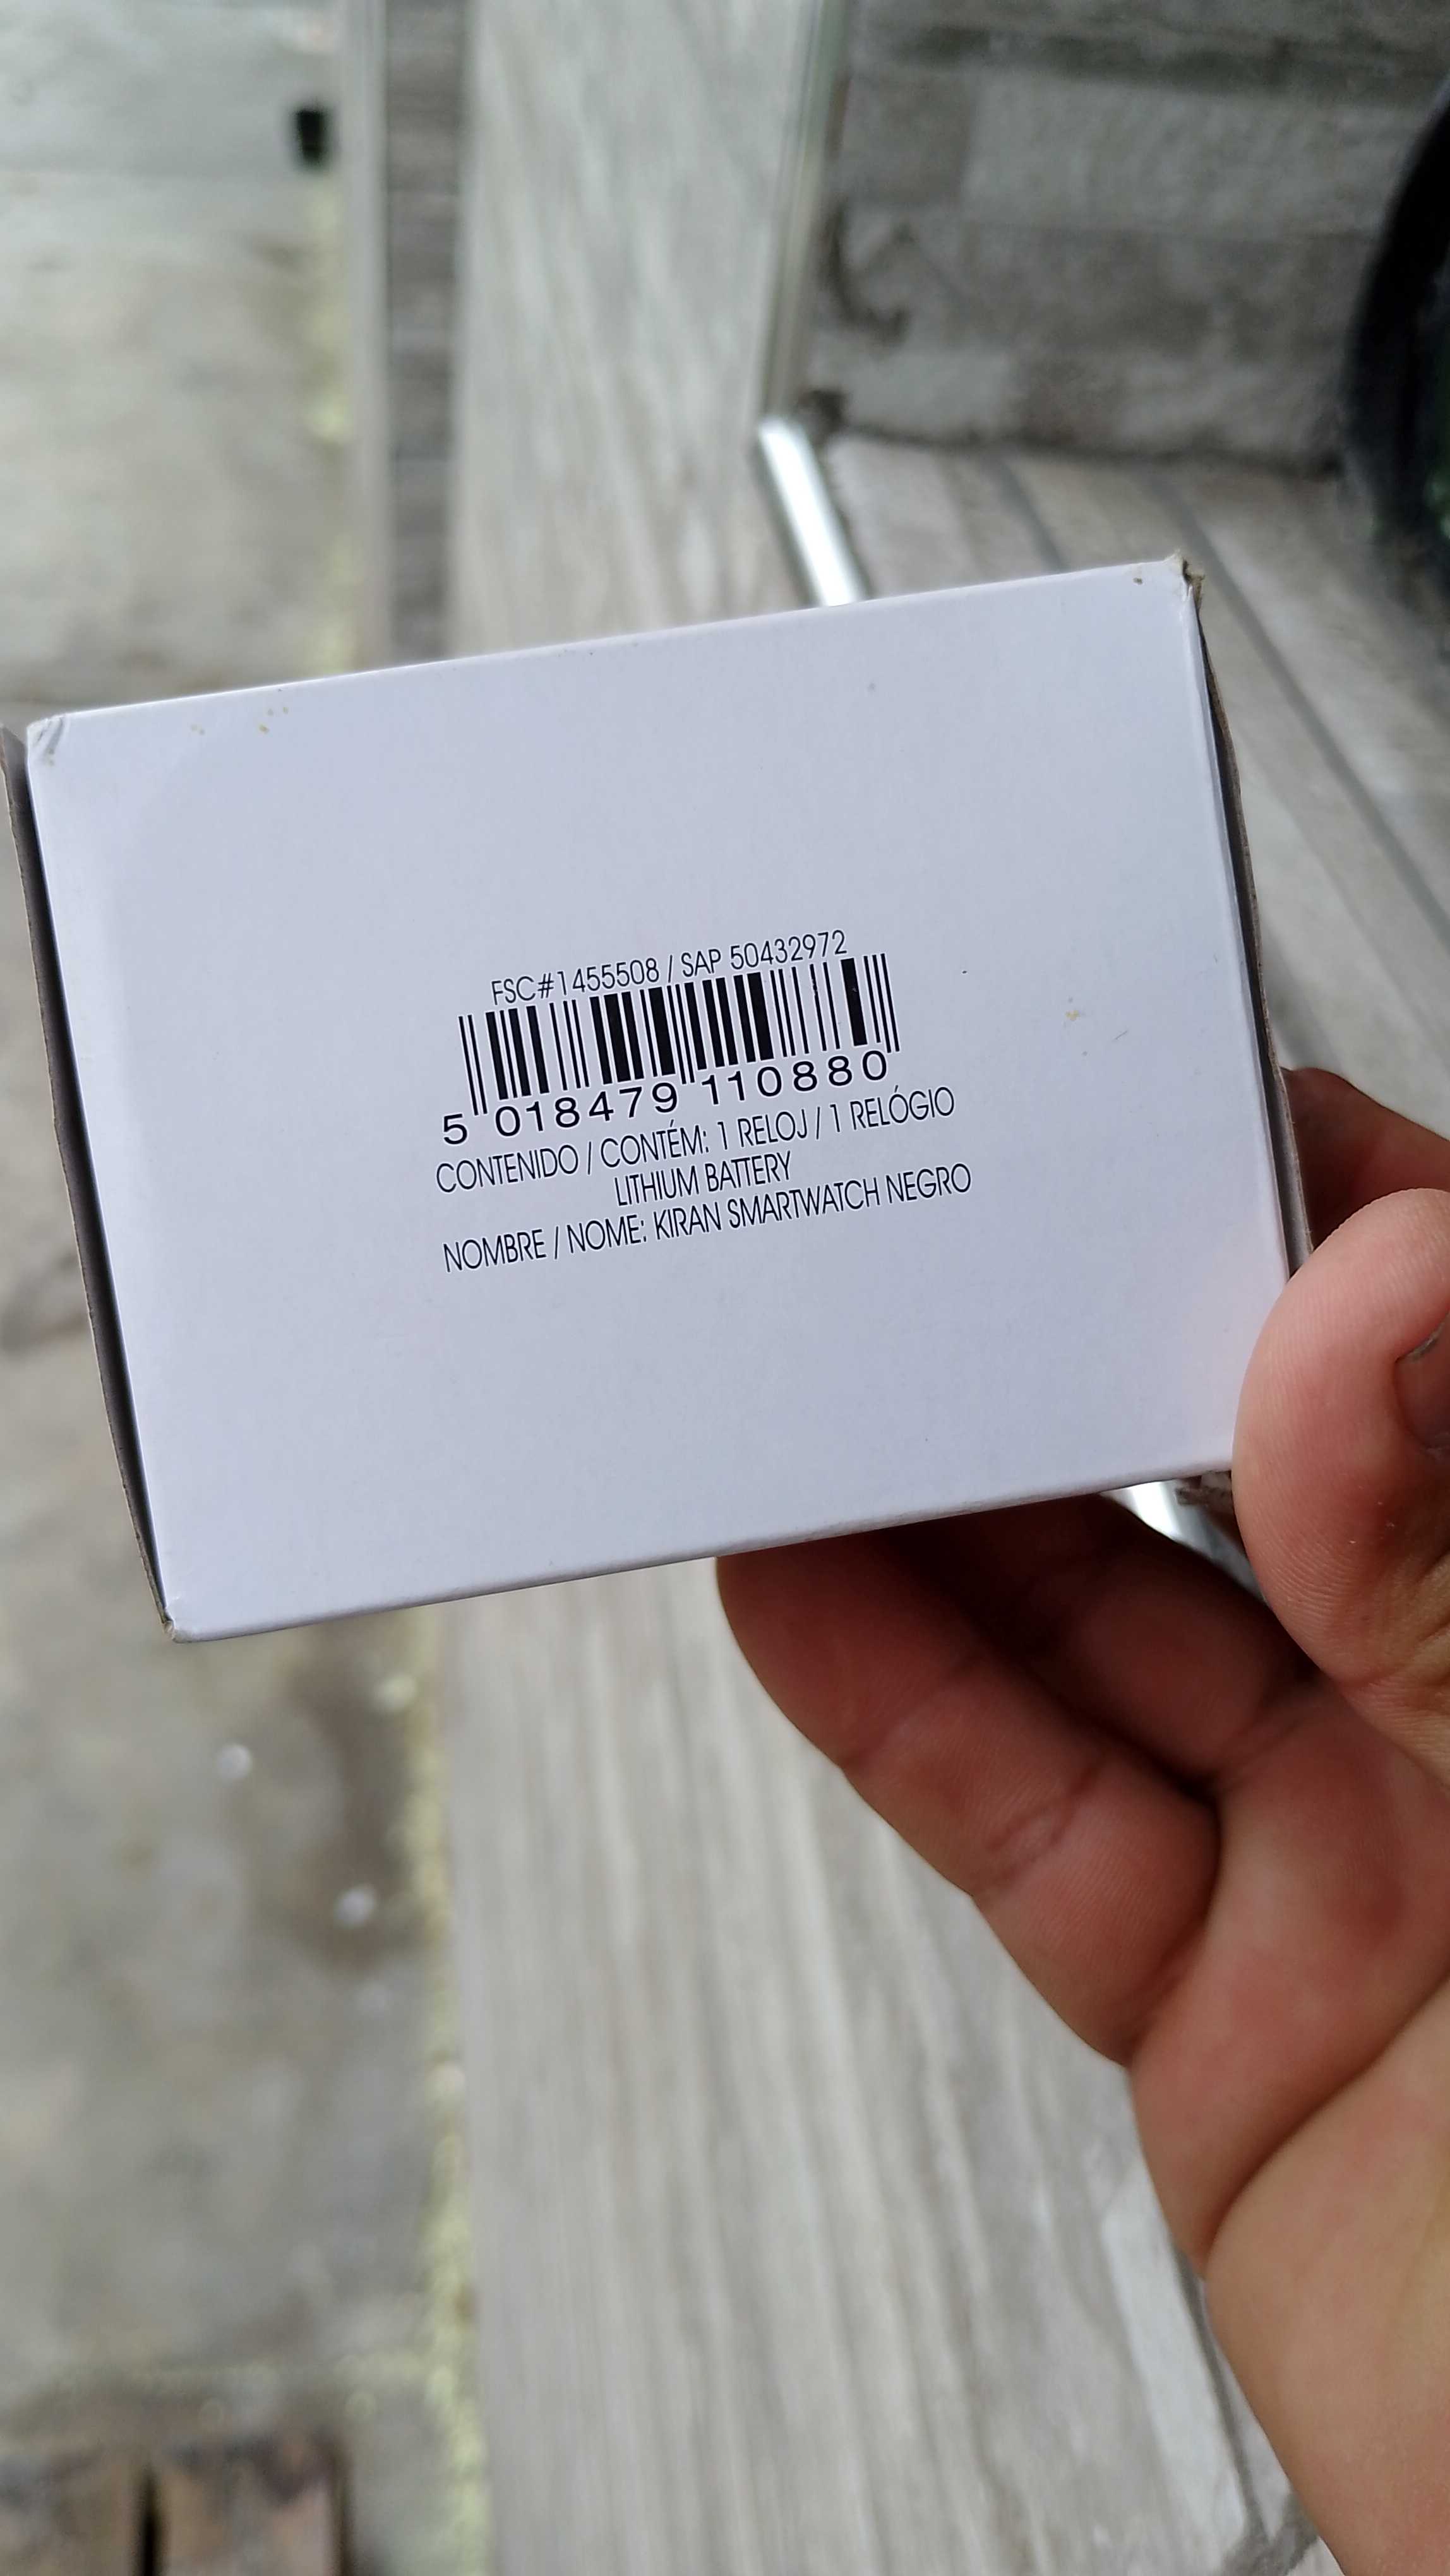 FSC#1455508 / SAP 50432972
5 018479 110880
CONTENIDO / CONTÉM: 1 RELOJ / 1 RELÓGIO
LITHIUM BATTERY
NOMBRE / NOME: KIRAN SMARTWATCH NEGRO